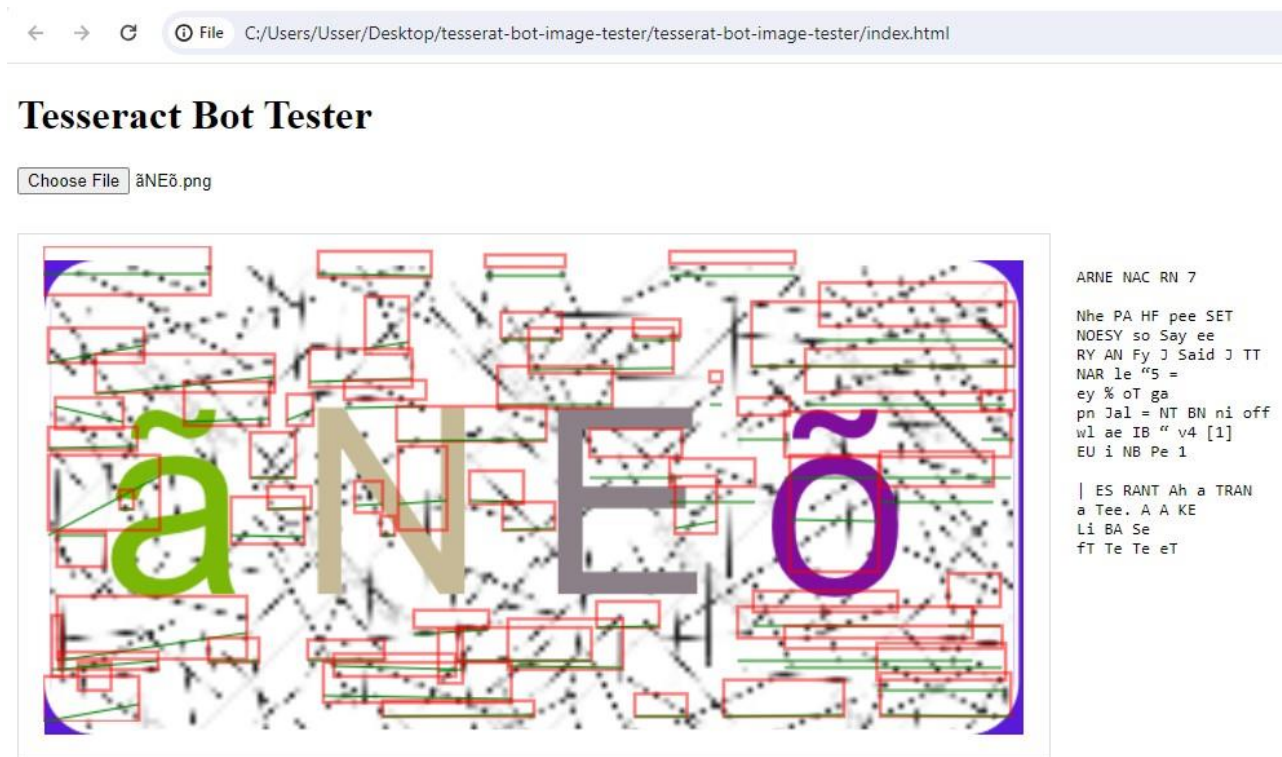 File C:/Users/Usser/Desktop/tesserat-bot-image-tester/tesserat-bot-image-tester/index.html
Tesseract Bot Tester
Choose File ãNEõ.png
ãNEõ
ARNE NAC RN 7
Nhe PA HF pee SET
NOESY so Say ee
RY AN Fy J Said J TT
NAR le “5 =
ey % oT ga
pn Jal = NT BN ni off
wl ae IB “ v4 [1]
EU i NB Pe 1
| ES RANT Ah a TRAN
a Tee. A A KE
Li BA Se
fT Te Te eT